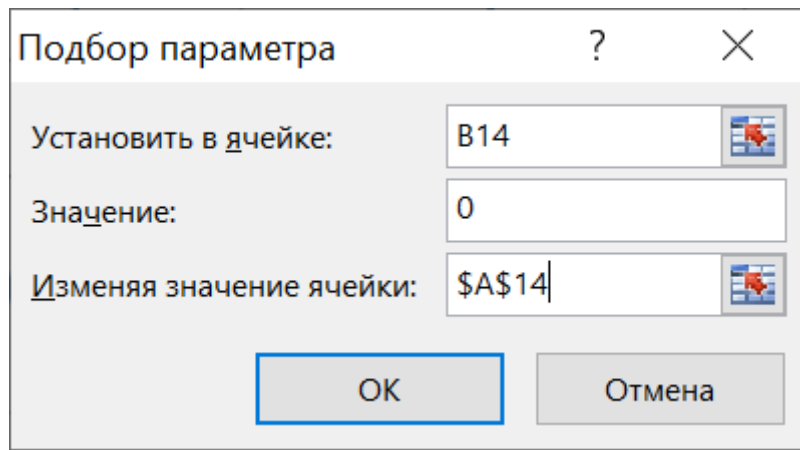 Подбор параметра ?
Установить в ячейке: B14
Значение: 0
Изменяя значение ячейки: $A$14
ОК Отмена